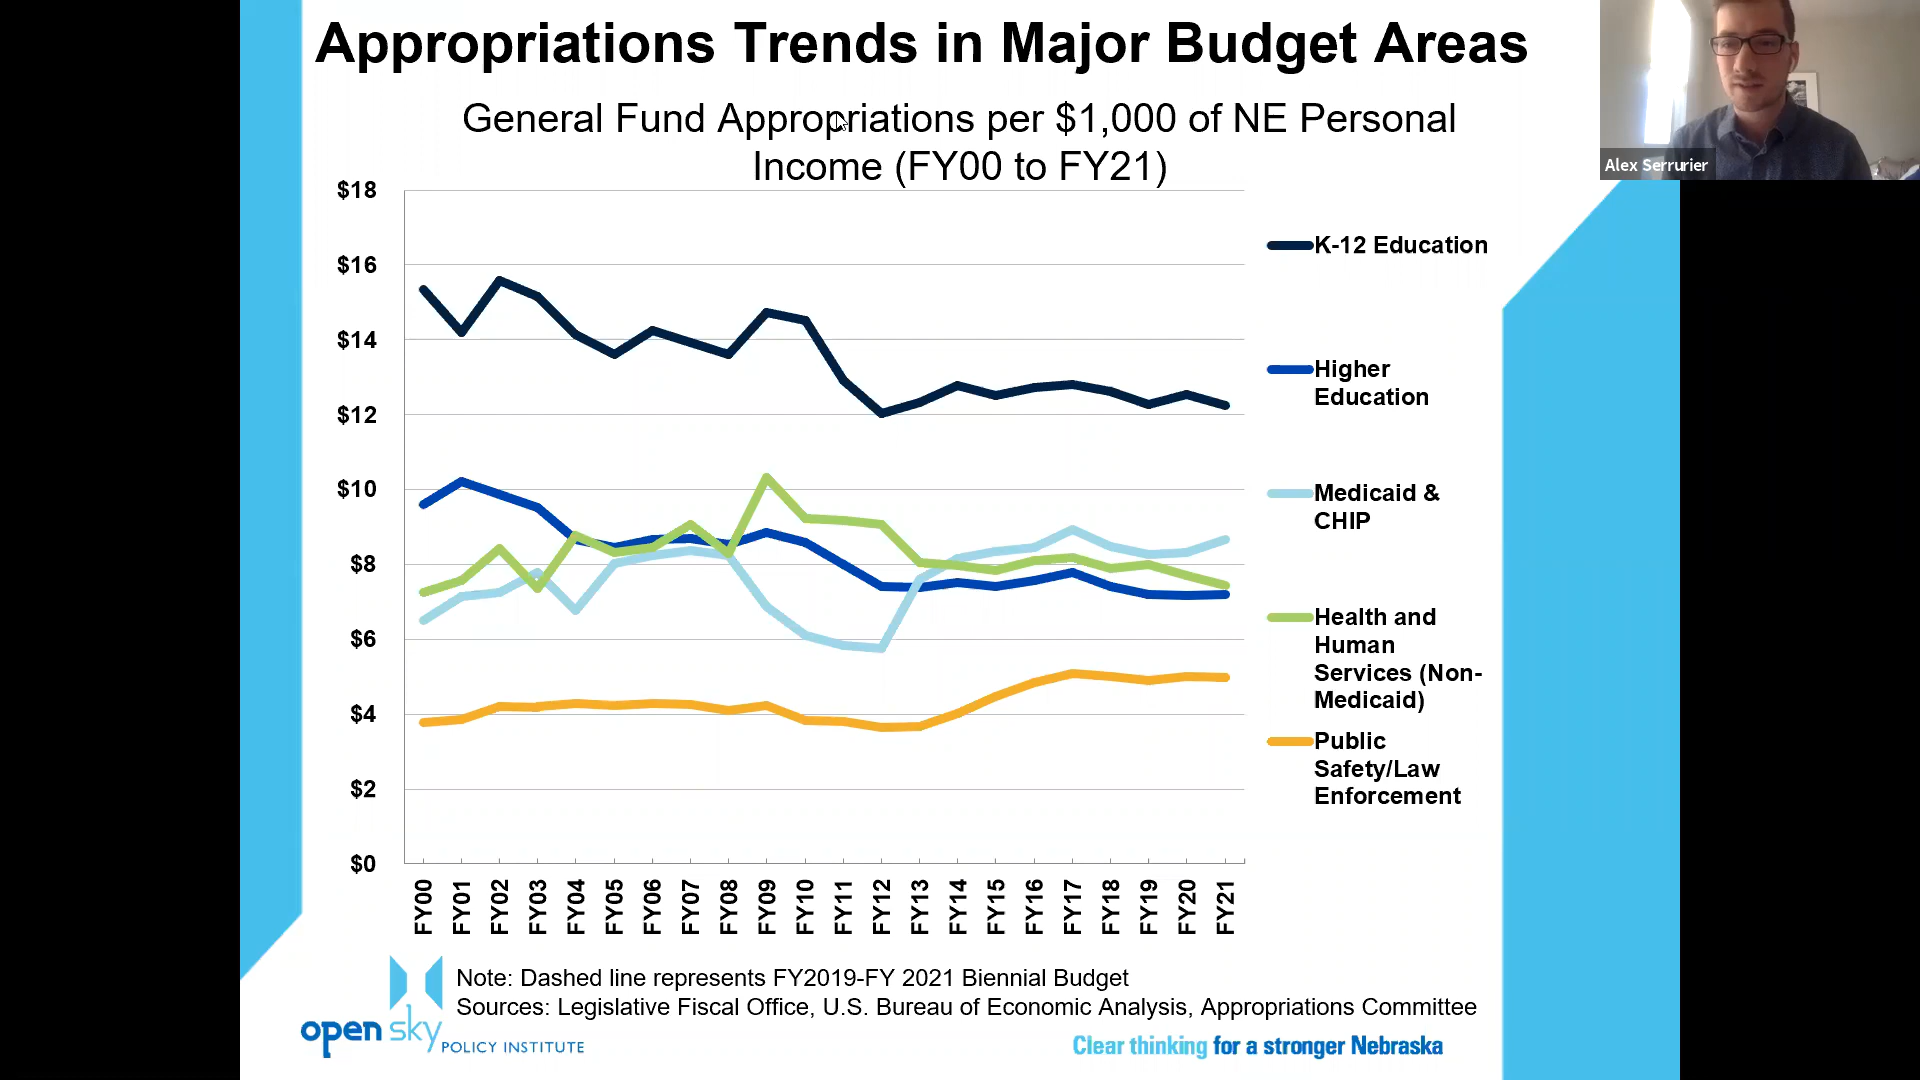 Appropriations Trends in Major Budget Areas
Alex Serrurier
General Fund Appropriations per $1,000 of NE Personal
Income (FY00 to FY21)
$18
$16
$14
$12
$10
$8
$6
$4
$2
$0
FY00
FY01
FY02
FY03
FY04
FY05
FY06
FY07
FY08
FY09
FY10
FY11
FY12
FY13
FY14
FY15
FY16
FY17
FY18
FY19
FY20
FY21
K-12 Education
Higher
Education
Medicaid &
CHIP
Health and
Human
Services (Non-
Medicaid)
Public
Safety/Law
Enforcement
Note: Dashed line represents FY2019-FY 2021 Biennial Budget
Sources: Legislative Fiscal Office, U.S. Bureau of Economic Analysis, Appropriations Committee
open sky
POLICY INSTITUTE
Clear thinking for a stronger Nebraska